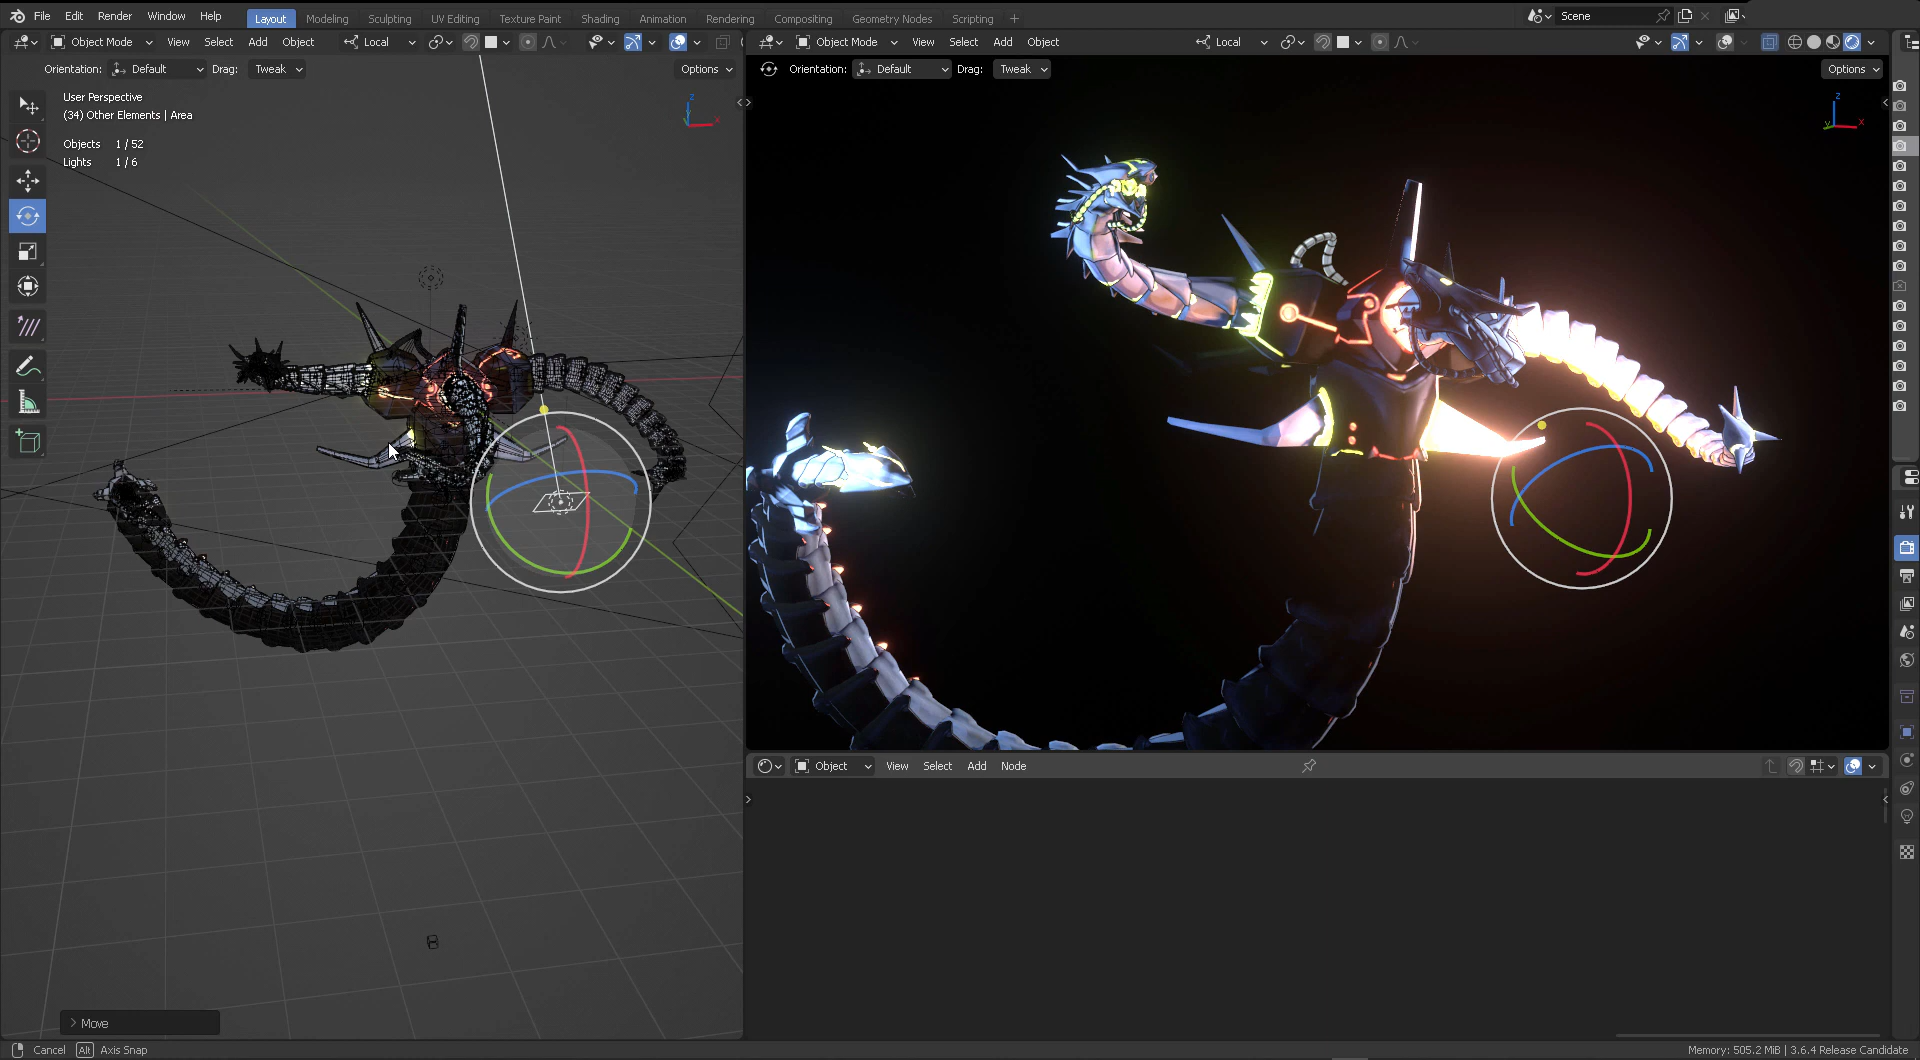 File Edit Render Window Help Layout Modeling Sculpting UV Editing Texture Paint Shading Animation Rendering Compositing Geometry Nodes Scripting + Scene
Object Mode View Select Add Object Local
Object Mode View Select Add Object Local
Orientation: Default Drag: Tweak Options
Orientation: Default Drag: Tweak Options
User Perspective
(34) Other Elements | Area
Objects 1 / 52
Lights 1 / 6
Z
X
Z
X
Y
Object View Select Add Node
Move
Cancel Alt Axis Snap
Memory: 505.2 MiB | 3.6.4 Release Candidate